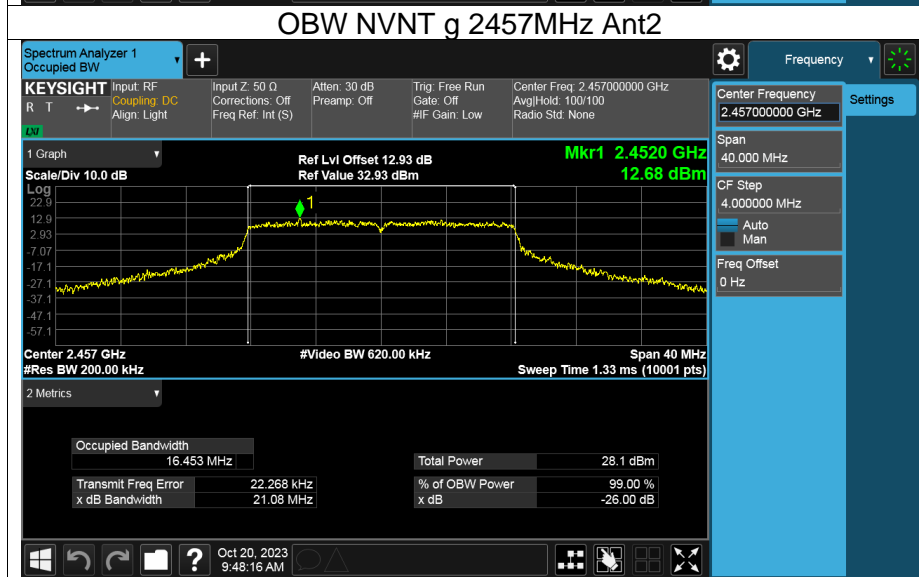 OBW NVNT g 2457MHz Ant2
Spectrum Analyzer 1
Occupied BW
+
Frequency
KEYSIGHT
R T
LXI
Input: RF
Coupling: DC
Align: Light
Input Z: 50 Ω
Corrections: Off
Freq Ref: Int (S)
Atten: 30 dB
Preamp: Off
Trig: Free Run
Gate: Off
#IF Gain: Low
Center Freq: 2.457000000 GHz
Avg|Hold: 100/100
Radio Std: None
Center Frequency
2.457000000 GHz
Settings
Span
40.000 MHz
CF Step
4.000000 MHz
Auto
Man
Freq Offset
0 Hz
1 Graph
Scale/Div 10.0 dB
Ref Lvl Offset 12.93 dB
Ref Value 32.93 dBm
Mkr1 2.4520 GHz
12.68 dBm
Log
22.9
12.9
2.93
-7.07
-17.1
-27.1
-37.1
-47.1
-57.1
1
Center 2.457 GHz
#Video BW 620.00 kHz
Span 40 MHz
#Res BW 200.00 kHz
Sweep Time 1.33 ms (10001 pts)
2 Metrics
Occupied Bandwidth
16.453 MHz
Total Power 28.1 dBm
Transmit Freq Error 22.268 kHz
% of OBW Power 99.00 %
x dB Bandwidth 21.08 MHz
x dB -26.00 dB
?
Oct 20, 2023
9:48:16 AM